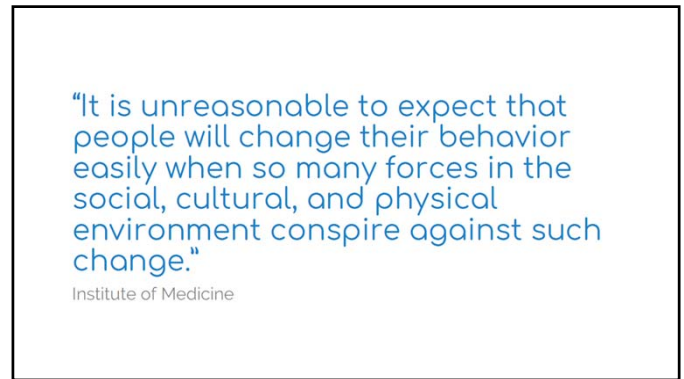 “It is unreasonable to expect that
people will change their behavior
easily when so many forces in the
social, cultural, and physical
environment conspire against such
change.”
Institute of Medicine